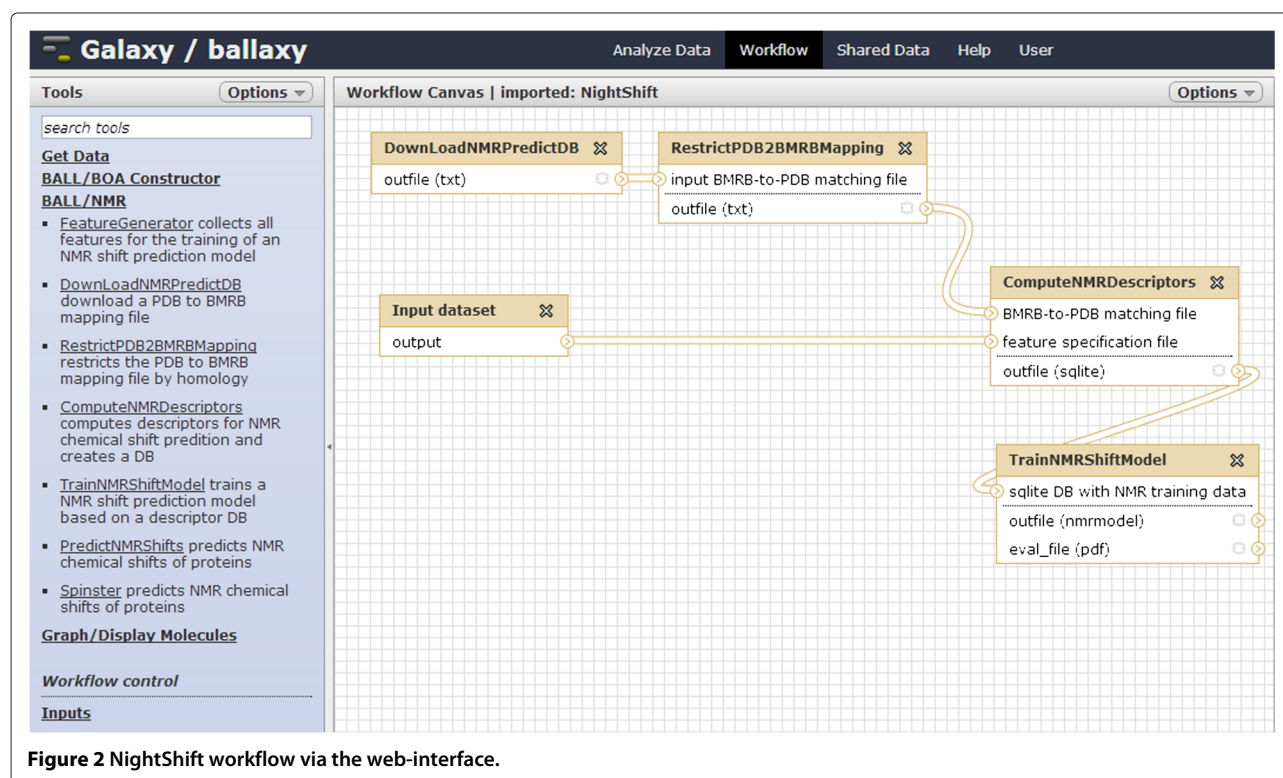 Galaxy / ballaxy
Analyze Data Workflow Shared Data Help User
Tools Options
search tools
Get Data
BALL/BOA Constructor
BALL/NMR
FeatureGenerator collects all
features for the training of an
NMR shift prediction model
DownLoadNMRPredictDB
download a PDB to BMRB
mapping file
RestrictPDB2BMRBMapping
restricts the PDB to BMRB
mapping file by homology
ComputeNMRDescriptors
computes descriptors for NMR
chemical shift predition and
creates a DB
TrainNMRShiftModel trains a
NMR shift prediction model
based on a descriptor DB
PredictNMRShifts predicts NMR
chemical shifts of proteins
Spinster predicts NMR chemical
shifts of proteins
Graph/Display Molecules
Workflow control
Inputs
Workflow Canvas | imported: NightShift Options
DownLoadNMRPredictDB
outfile (txt)
RestrictPDB2BMRBMapping
input BMRB-to-PDB matching file
outfile (txt)
Input dataset
output
ComputeNMRDescriptors
BMRB-to-PDB matching file
feature specification file
outfile (sqlite)
TrainNMRShiftModel
sqlite DB with NMR training data
outfile (nmrmodel)
eval_file (pdf)
Figure 2 NightShift workflow via the web-interface.